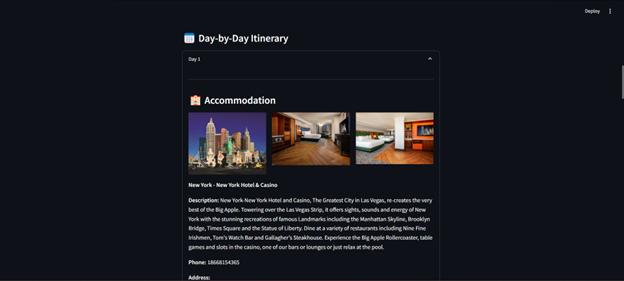 Deploy
Day-by-Day Itinerary
Day 1
Accommodation
New York - New York Hotel & Casino
Description: New York New York Hotel and Casino, The Greatest City in Las Vegas, re-creates the very
best of the Big Apple. Towering over the Las Vegas Strip, it offers sights, sounds and energy of New
York with the stunning recreations of famous Landmarks including the Manhattan Skyline, Brooklyn
Bridge, Times Square and the Statue of Liberty. Dine at a variety of restaurants including Nine Fine
Irishmen, Tom's Watch Bar and Gallagher's Steakhouse. Experience the Big Apple Rollercoaster, table
games and slots in the casino, one of our bars or lounges or just relax at the pool.
Phone: 18668154365
Address: